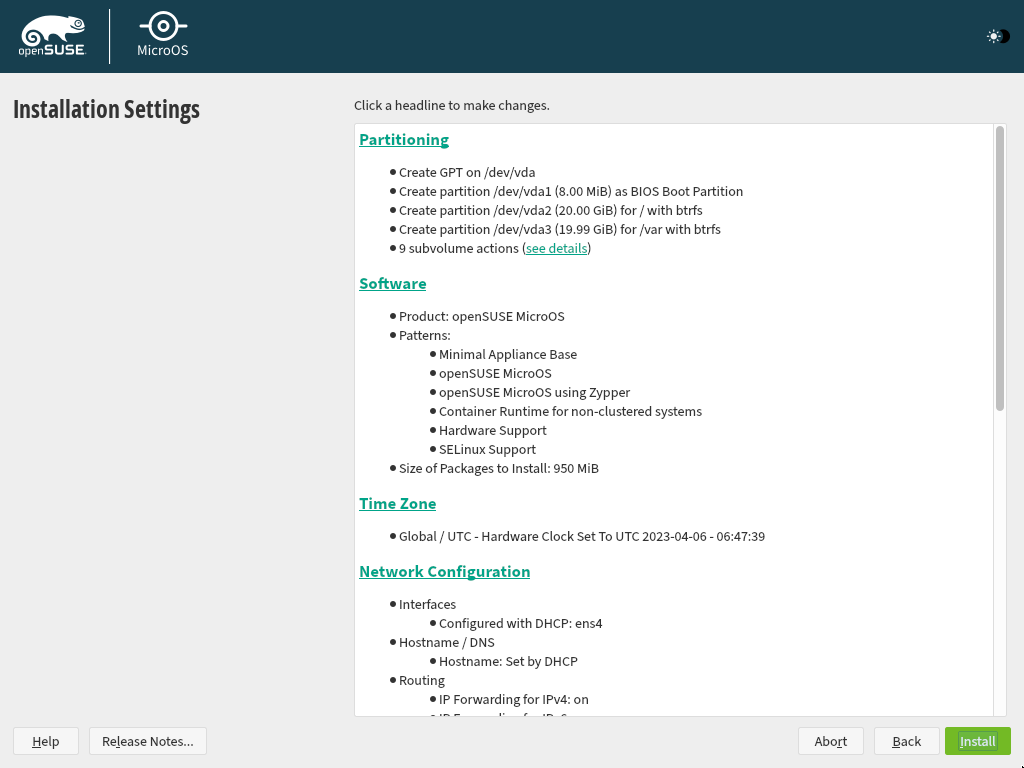 openSUSE
MicroOS
Installation Settings
Click a headline to make changes.
Partitioning
Create GPT on /dev/vda
Create partition /dev/vda1 (8.00 MiB) as BIOS Boot Partition
Create partition /dev/vda2 (20.00 GiB) for / with btrfs
Create partition /dev/vda3 (19.99 GiB) for /var with btrfs
9 subvolume actions (see details)
Software
Product: openSUSE MicroOS
Patterns:
Minimal Appliance Base
openSUSE MicroOS
openSUSE MicroOS using Zypper
Container Runtime for non-clustered systems
Hardware Support
SELinux Support
Size of Packages to Install: 950 MiB
Time Zone
Global / UTC - Hardware Clock Set To UTC 2023-04-06 - 06:47:39
Network Configuration
Interfaces
Configured with DHCP: ens4
Hostname / DNS
Hostname: Set by DHCP
Routing
IP Forwarding for IPv4: on
Help
Release Notes...
Abort
Back
Install